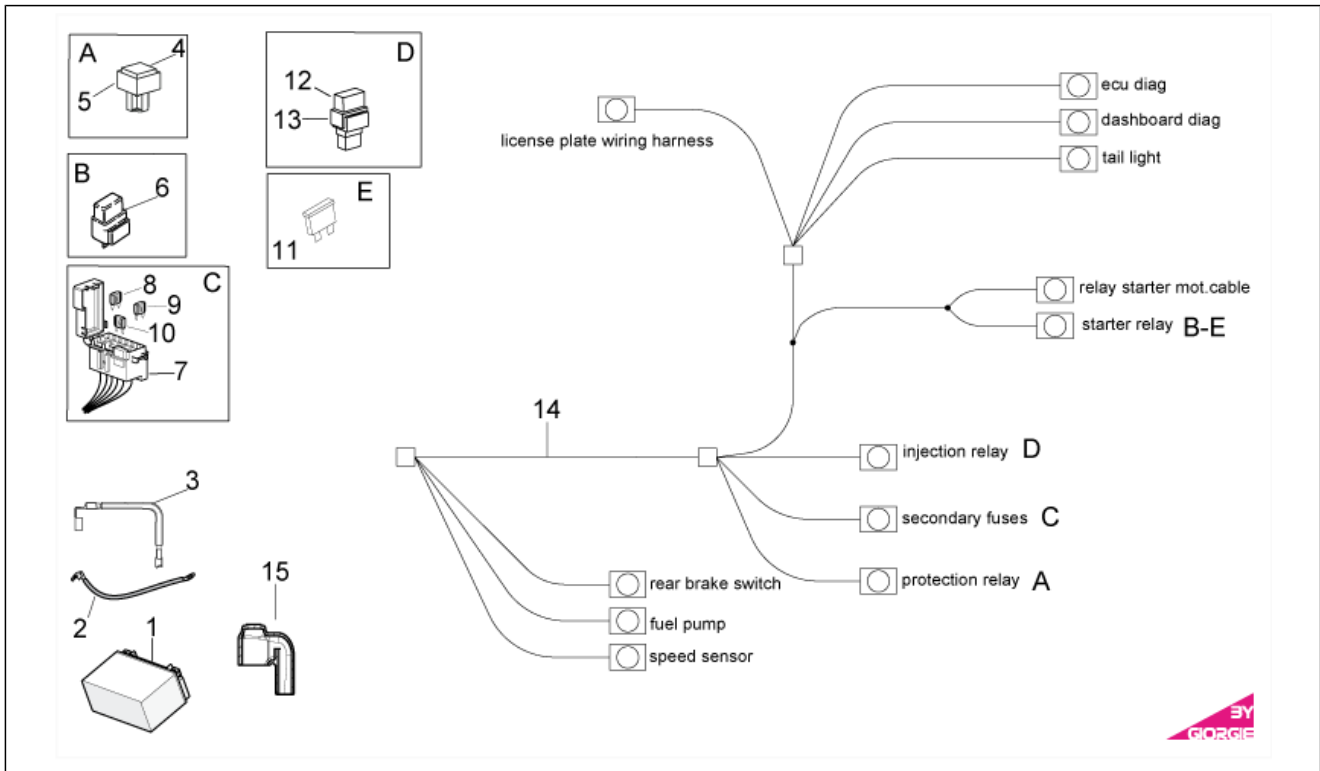 A
4
5
D
12
13
B
6
E
11
C
8
9
10
7
license plate wiring harness
ecu diag
dashboard diag
tail light
relay starter mot.cable
starter relay B-E
14
injection relay D
secondary fuses C
protection relay A
rear brake switch
fuel pump
speed sensor
3
2
1
15
BY
GIORGIE